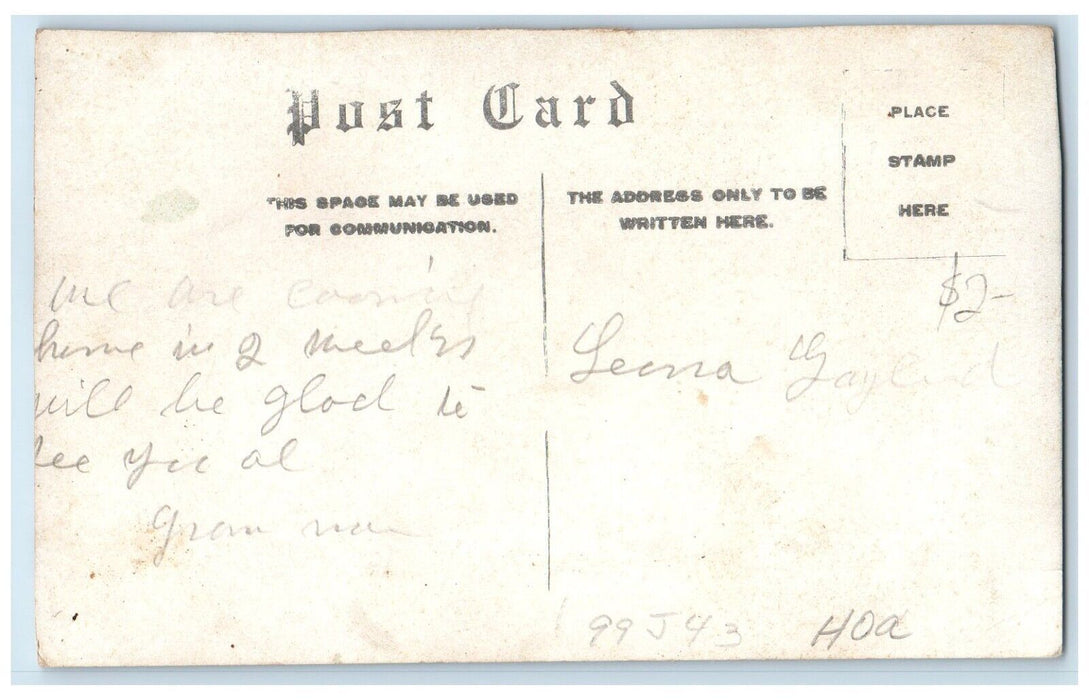 Post Card
PLACE
STAMP
HERE
THIS SPACE MAY BE USED
FOR COMMUNICATION.
THE ADDRESS ONLY TO BE
WRITTEN HERE.
we are coming
home in 2 weeks
will be glad to
see you al
Gran ma
$2-
Leona Gaylord
99J43
HOa